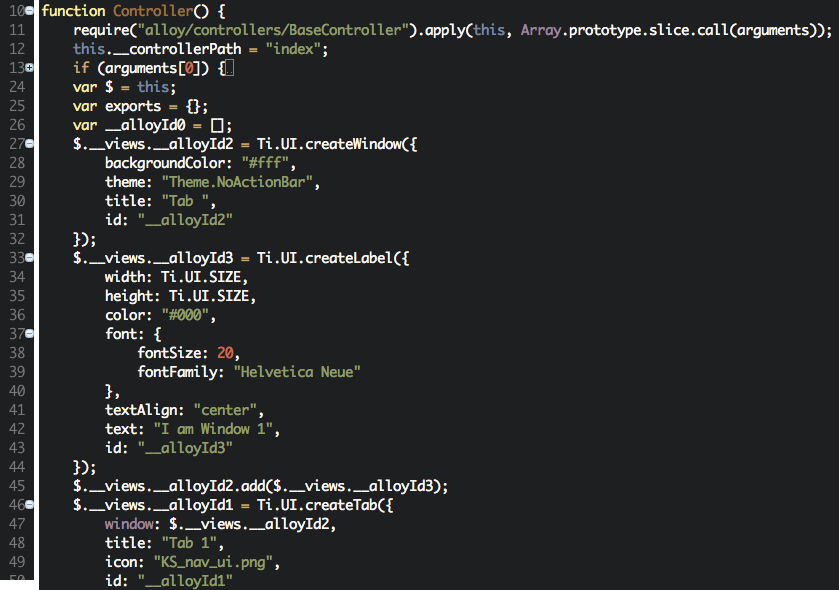 10 function Controller() {
11     require("alloy/controllers/BaseController").apply(this, Array.prototype.slice.call(arguments));
12     this.__controllerPath = "index";
13     if (arguments[0]) {
24     var $ = this;
25     var exports = {};
26     var __alloyId0 = [];
27     $.__views.__alloyId2 = Ti.UI.createWindow({
28         backgroundColor: "#fff",
29         theme: "Theme.NoActionBar",
30         title: "Tab ",
31         id: "__alloyId2"
32     });
33     $.__views.__alloyId3 = Ti.UI.createLabel({
34         width: Ti.UI.SIZE,
35         height: Ti.UI.SIZE,
36         color: "#000",
37         font: {
38             fontSize: 20,
39             fontFamily: "Helvetica Neue"
40         },
41         textAlign: "center",
42         text: "I am Window 1",
43         id: "__alloyId3"
44     });
45     $.__views.__alloyId2.add($.__views.__alloyId3);
46     $.__views.__alloyId1 = Ti.UI.createTab({
47         window: $.__views.__alloyId2,
48         title: "Tab 1",
49         icon: "KS_nav_ui.png",
50         id: "__alloyId1"